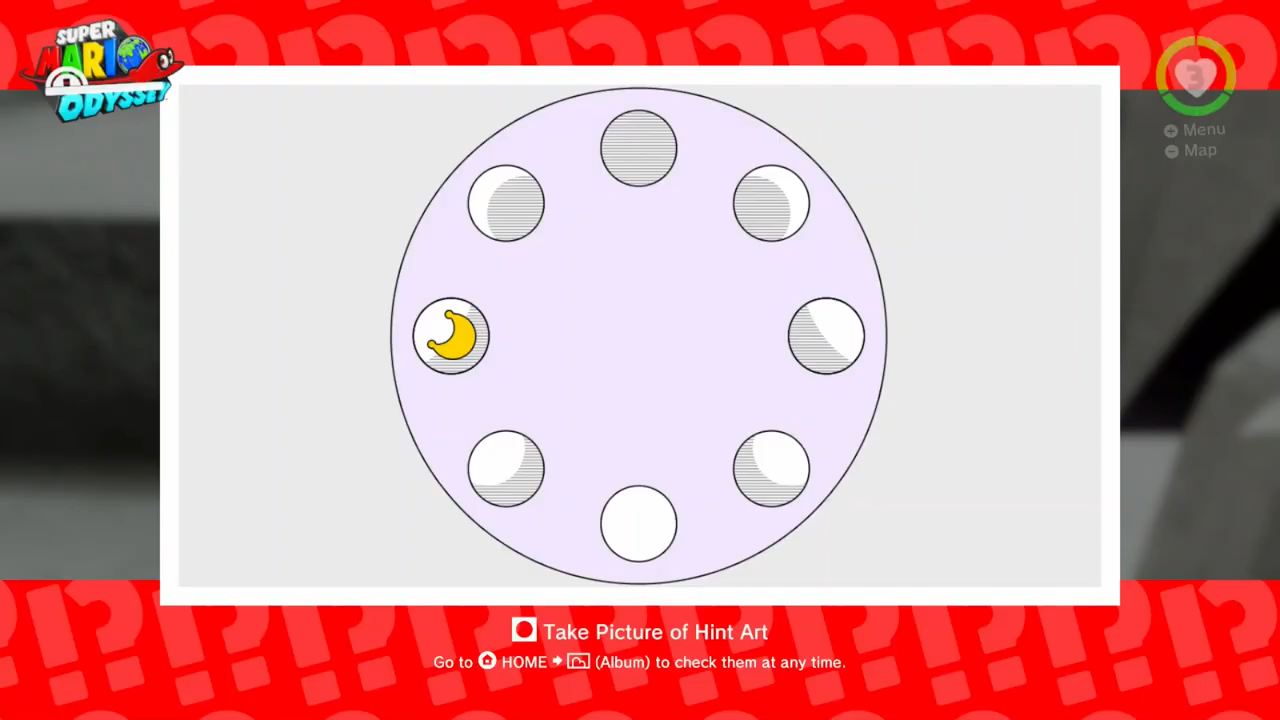 SUPER
MARIO
ODYSSEY
3
Menu
Map
Take Picture of Hint Art
Go to HOME (Album) to check them at any time.